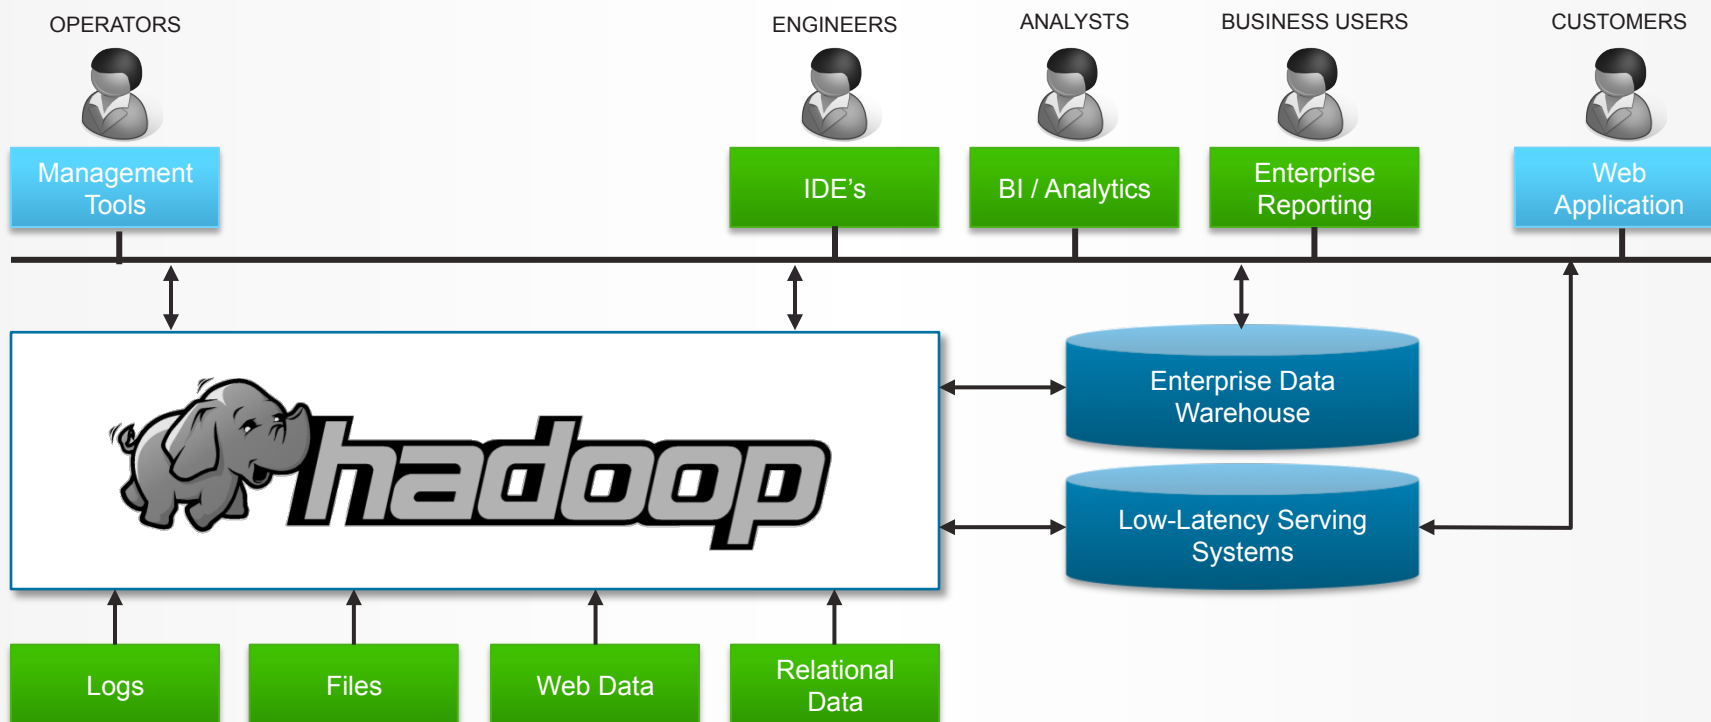 OPERATORS
ENGINEERS
ANALYSTS
BUSINESS USERS
CUSTOMERS
Management
Tools
IDE's
BI / Analytics
Enterprise
Reporting
Web
Application
hadoop
Enterprise Data
Warehouse
Low-Latency Serving
Systems
Logs
Files
Web Data
Relational
Data